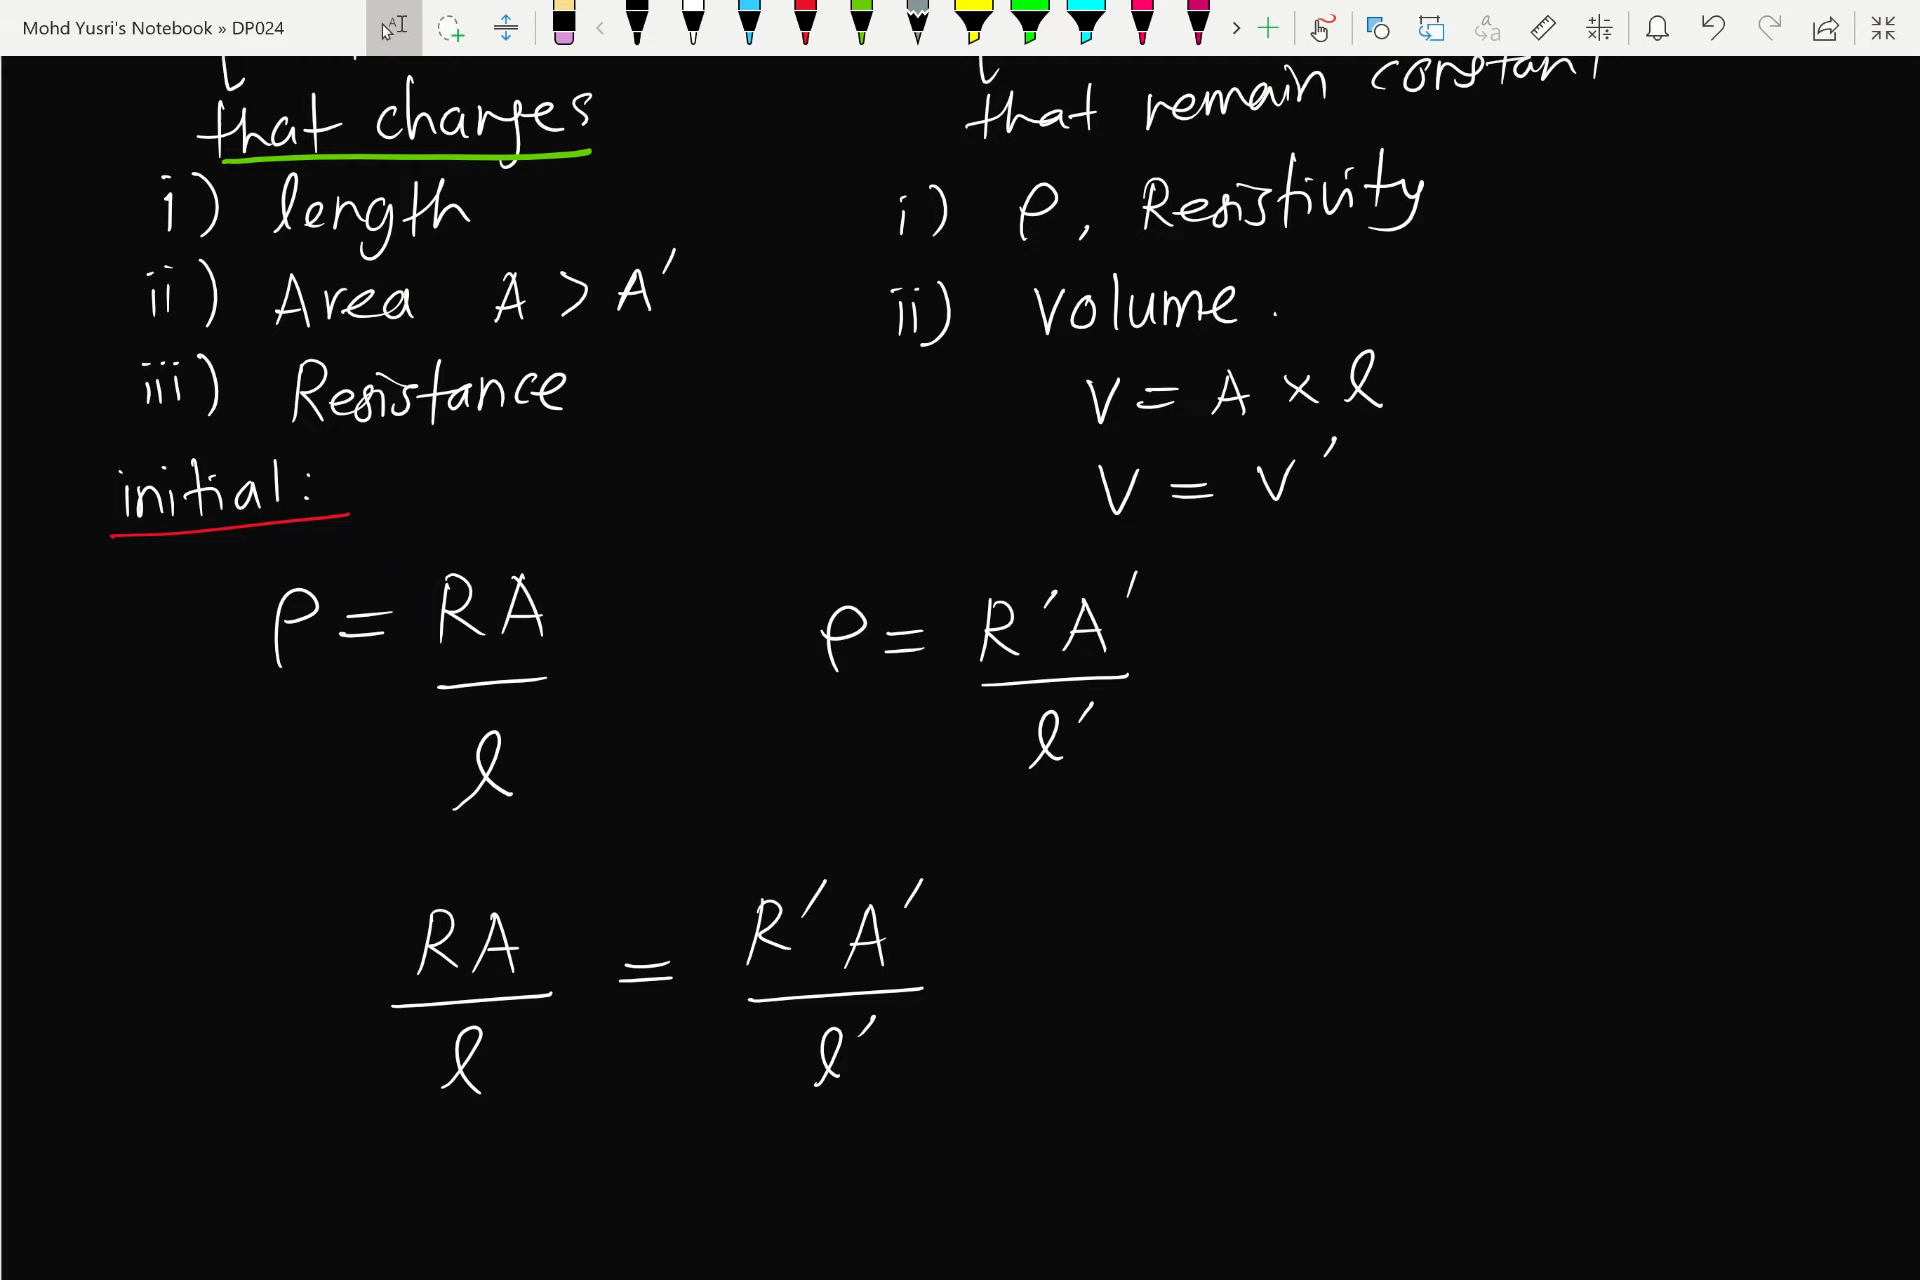 Mohd Yusri's Notebook » DP024
that changes
i) length
ii) Area A > A'
iii) Resistance
that remain constant
i) ρ, Resistivity
ii) Volume.
V = A × l
V = V'
initial:
ρ = RA / l
ρ = R'A' / l'
RA / l = R'A' / l'